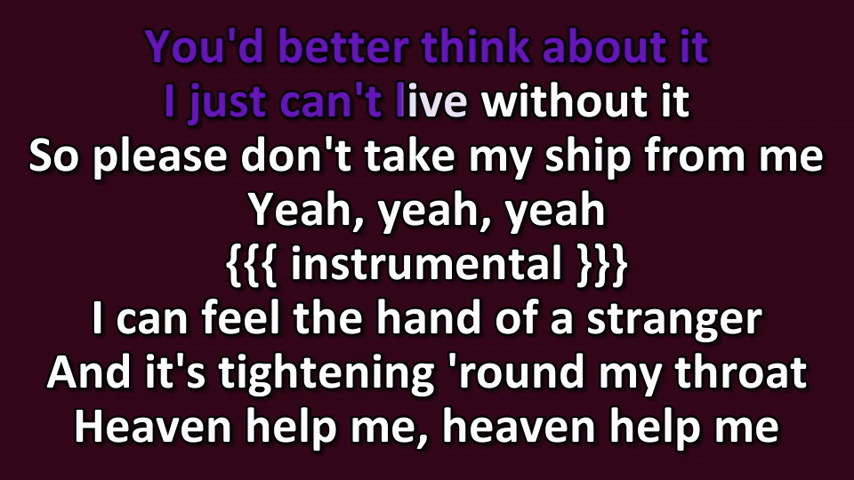 You'd better think about it
I just can't live without it
So please don't take my ship from me
Yeah, yeah, yeah
{{{ instrumental }}}
I can feel the hand of a stranger
And it's tightening 'round my throat
Heaven help me, heaven help me